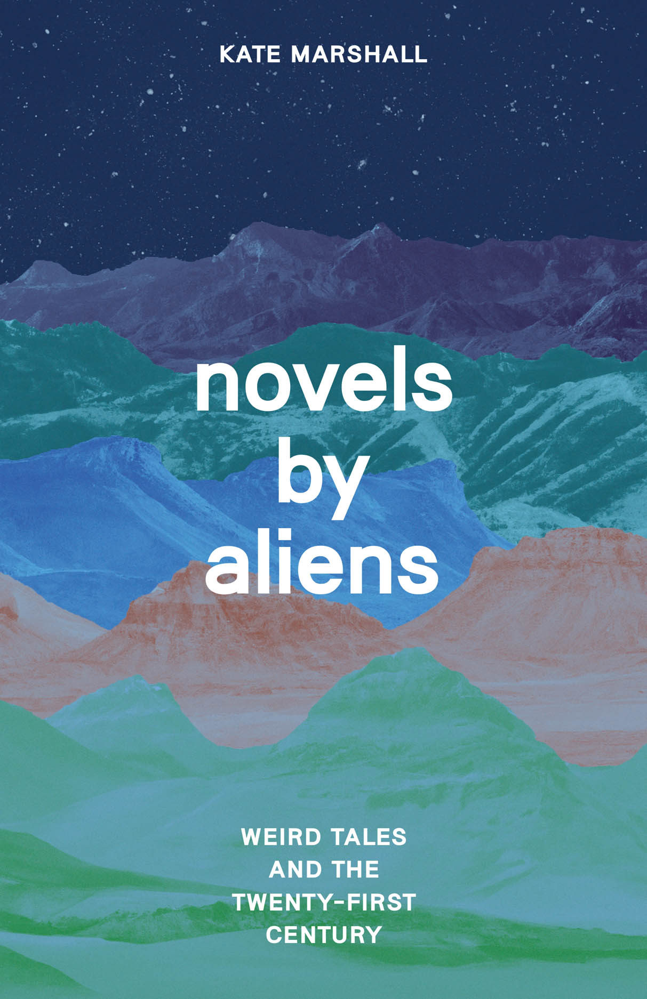 KATE MARSHALL
novels
by
aliens
WEIRD TALES
AND THE
TWENTY-FIRST
CENTURY